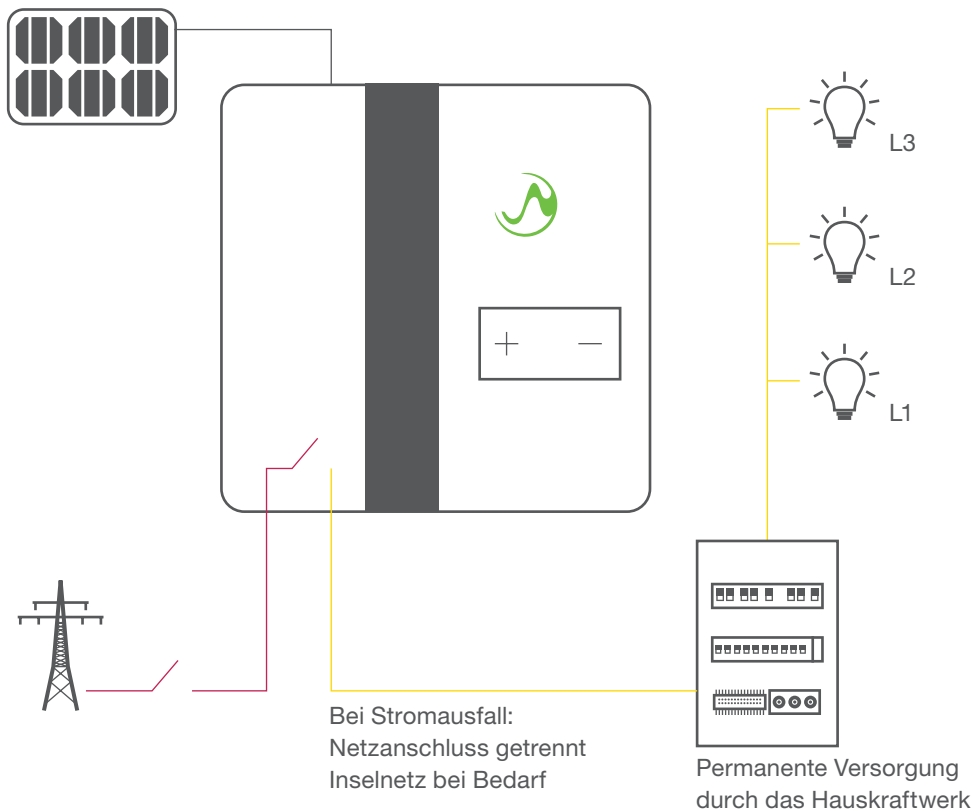 L3
L2
L1
Bei Stromausfall:
Netzanschluss getrennt
Inselnetz bei Bedarf
Permanente Versorgung
durch das Hauskraftwerk